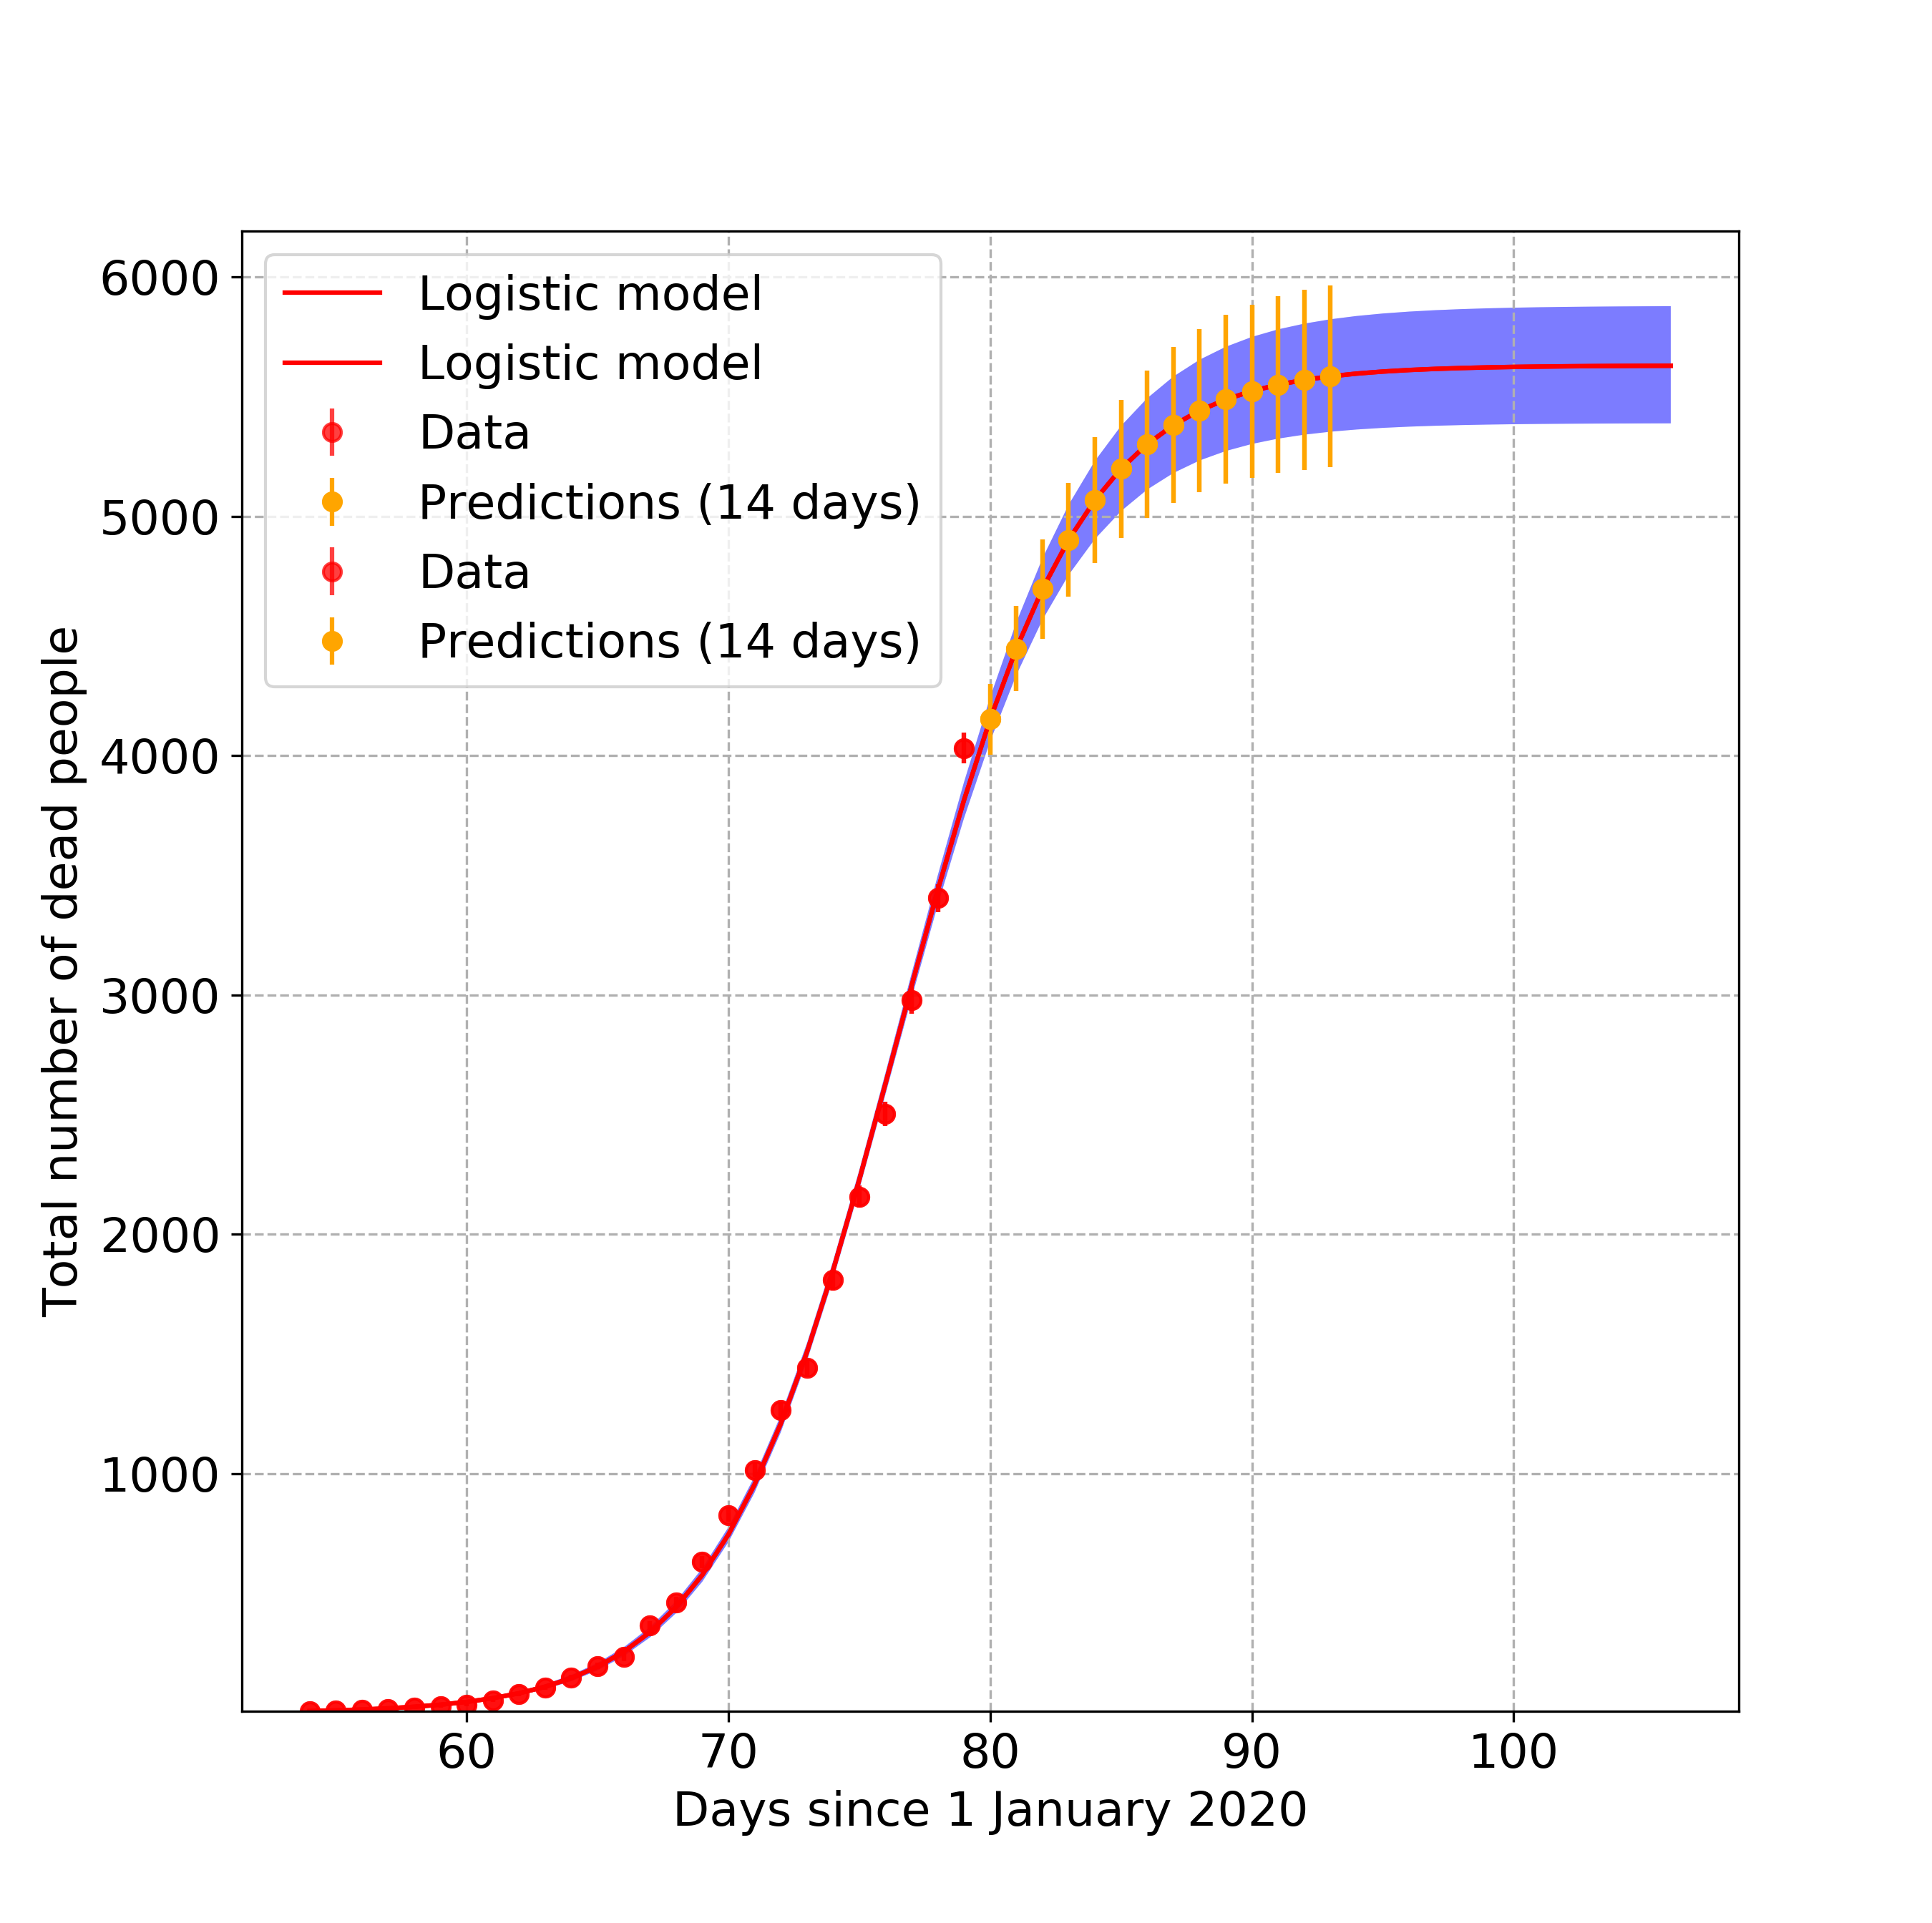 Logistic model
Logistic model
Data
Predictions (14 days)
Data
Predictions (14 days)
6000
5000
4000
3000
2000
1000
Total number of dead people
60 70 80 90 100
Days since 1 January 2020